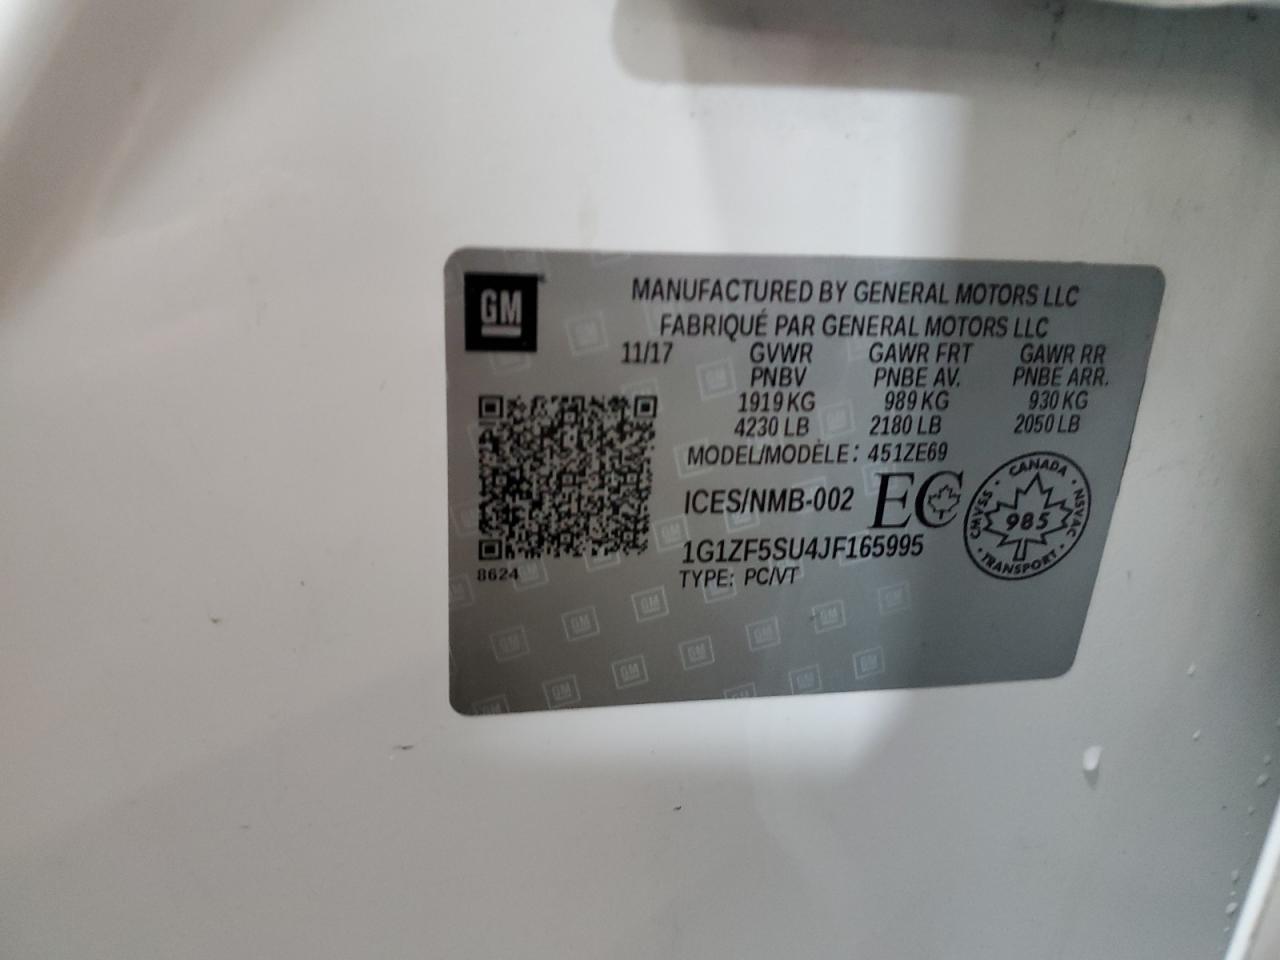 GM
MANUFACTURED BY GENERAL MOTORS LLC
FABRIQUÉ PAR GENERAL MOTORS LLC
11/17 GVWR GAWR FRT GAWR RR
PNBV PNBE AV. PNBE ARR.
1919 KG 989 KG 930 KG
4230 LB 2180 LB 2050 LB
MODEL/MODÈLE: 451ZE69
ICES/NMB-002 EC
1G1ZF5SU4JF165995
TYPE: PC/VT
8624
CANADA
CMVSS 985 NSVAC
TRANSPORT